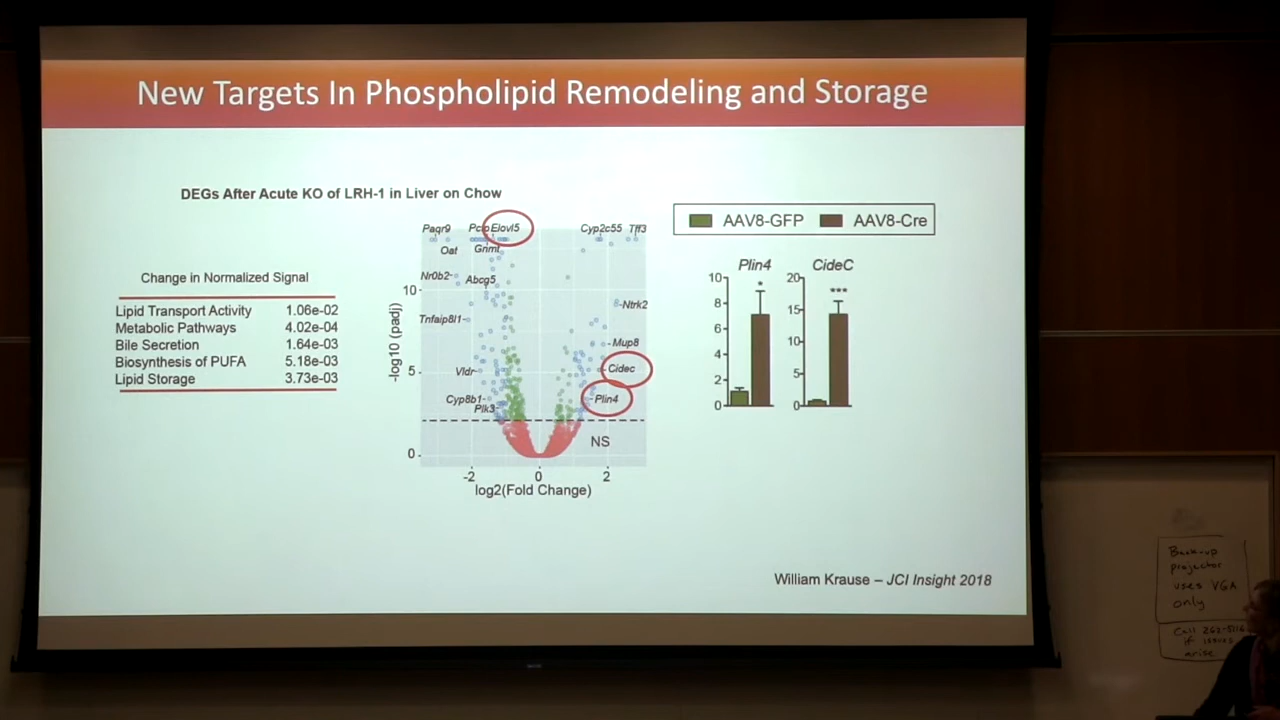 New Targets In Phospholipid Remodeling and Storage
DEGs After Acute KO of LRH-1 in Liver on Chow
Change in Normalized Signal
Lipid Transport Activity 1.06e-02
Metabolic Pathways 4.02e-04
Bile Secretion 1.64e-03
Biosynthesis of PUFA 5.18e-03
Lipid Storage 3.73e-03
-log10 (padj)
10
5
0
Paqr9
Elovl5
Cyp2c55
Tff3
Oat
Gnmt
Nr0b2
Abcg5
Ntrk2
Tnfaip8l1
Mup8
Vldlr
Cidec
Cyp8b1
Plin4
Plk3
NS
-2 0 2
log2(Fold Change)
AAV8-GFP AAV8-Cre
Plin4 CideC
10 8 6 4 2 0
*
20 15 10 5 0
***
William Krause – JCI Insight 2018
Back-up
projector
uses VGA
only
Call
if issues
arise